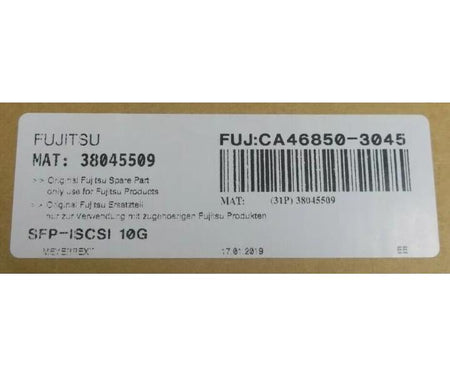 FUJITSU
FUJ:CA46850-3045
MAT: 38045509
>> Original Fujitsu Spare Part
only use for Fujitsu Products
>> Original Fujitsu Ersatzteil
nur zur Verwendung mit zugehörigen Fujitsu Produkten
MAT: (31P) 38045509
SFP-ISCSI 10G
17.01.2019 EE